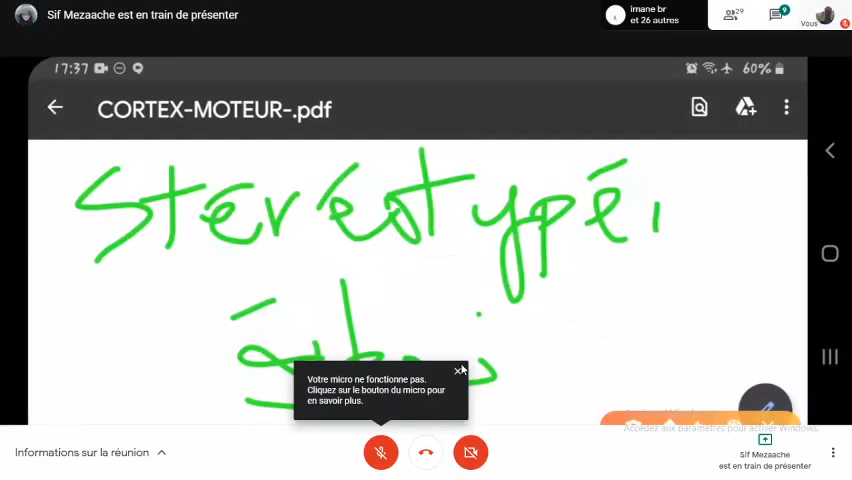 Sif Mezaache est en train de présenter
imane br
et 26 autres
29
9
Vous
17:37
60%
CORTEX-MOTEUR-.pdf
Stéréotypé,
Votre micro ne fonctionne pas.
Cliquez sur le bouton du micro pour
en savoir plus.
Accédez aux paramètres pour activer Windows.
Informations sur la réunion
Sif Mezaache
est en train de présenter